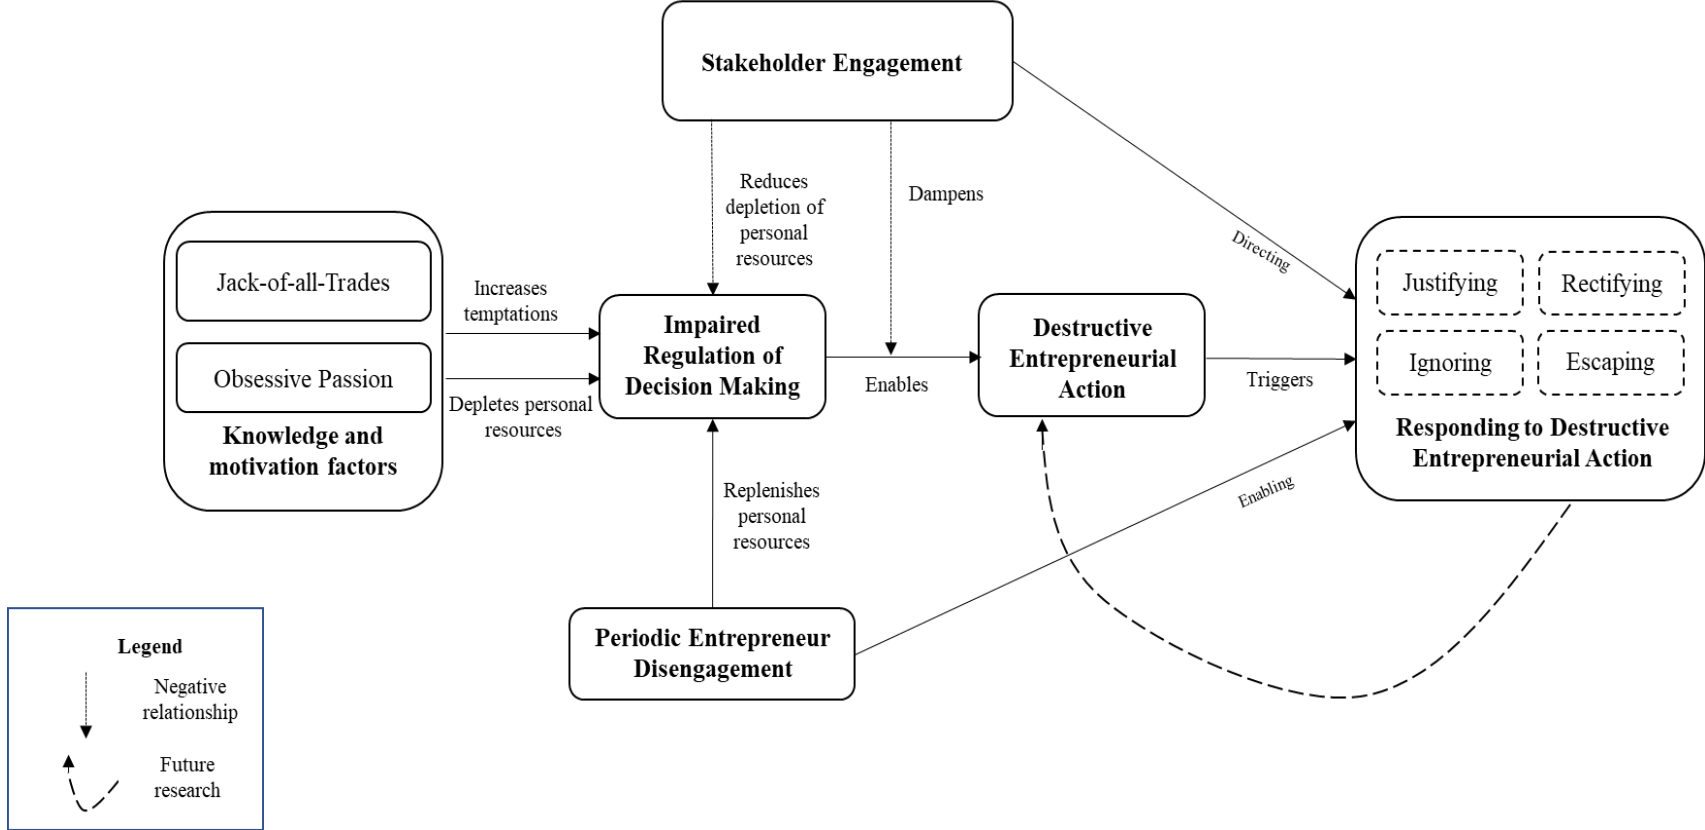 Stakeholder Engagement
Reduces
depletion of
personal
resources
Dampens
Directing
Jack-of-all-Trades
Obsessive Passion
Knowledge and
motivation factors
Increases
temptations
Depletes personal
resources
Impaired
Regulation of
Decision Making
Enables
Destructive
Entrepreneurial
Action
Triggers
Justifying
Rectifying
Ignoring
Escaping
Responding to Destructive
Entrepreneurial Action
Replenishes
personal
resources
Enabling
Periodic Entrepreneur
Disengagement
Legend
Negative
relationship
Future
research